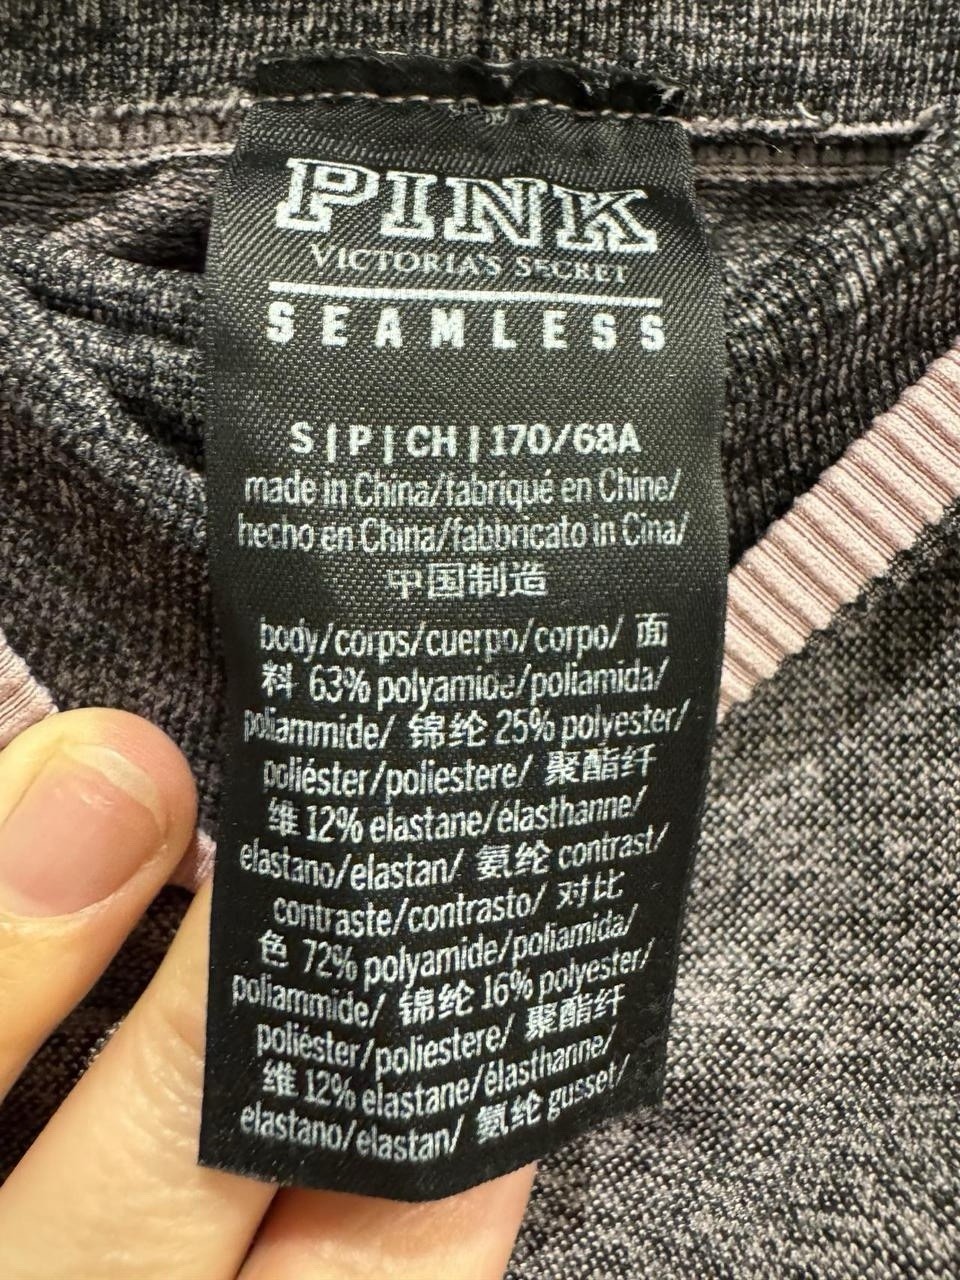 PINK
VICTORIA'S SECRET
SEAMLESS
S | P | CH | 170/68A
made in China/fabriqué en Chine/
hecho en China/fabbricato in Cina/
中国制造
body/corps/cuerpo/corpo/ 面
料 63% polyamide/poliamida/
poliammide/ 锦纶 25% polyester/
poliéster/poliestere/ 聚酯纤
维 12% elastane/élasthanne/
elastano/elastan/ 氨纶 contrast/
contraste/contrasto/ 对比
色 72% polyamide/poliamida/
poliammide/ 锦纶 16% polyester/
poliéster/poliestere/ 聚酯纤
维 12% elastane/élasthanne/
elastano/elastan/ 氨纶 gusset/